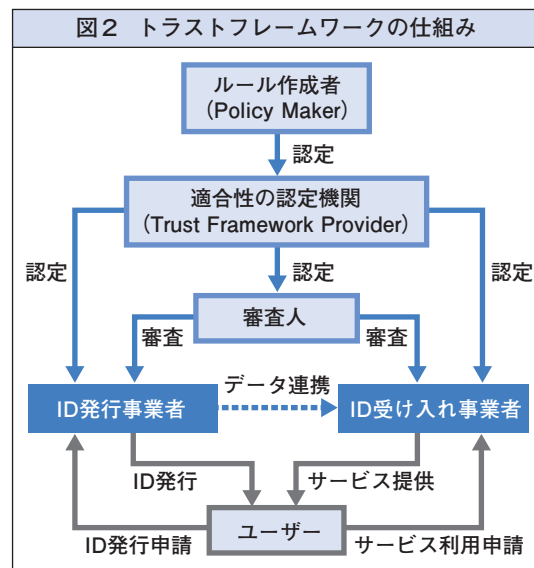 図2 トラストフレームワークの仕組み
ルール作成者
(Policy Maker)
認定
適合性の認定機関
(Trust Framework Provider)
認定
認定
認定
審査人
審査
審査
ID発行事業者
データ連携
ID受け入れ事業者
ID発行
サービス提供
ユーザー
ID発行申請
サービス利用申請